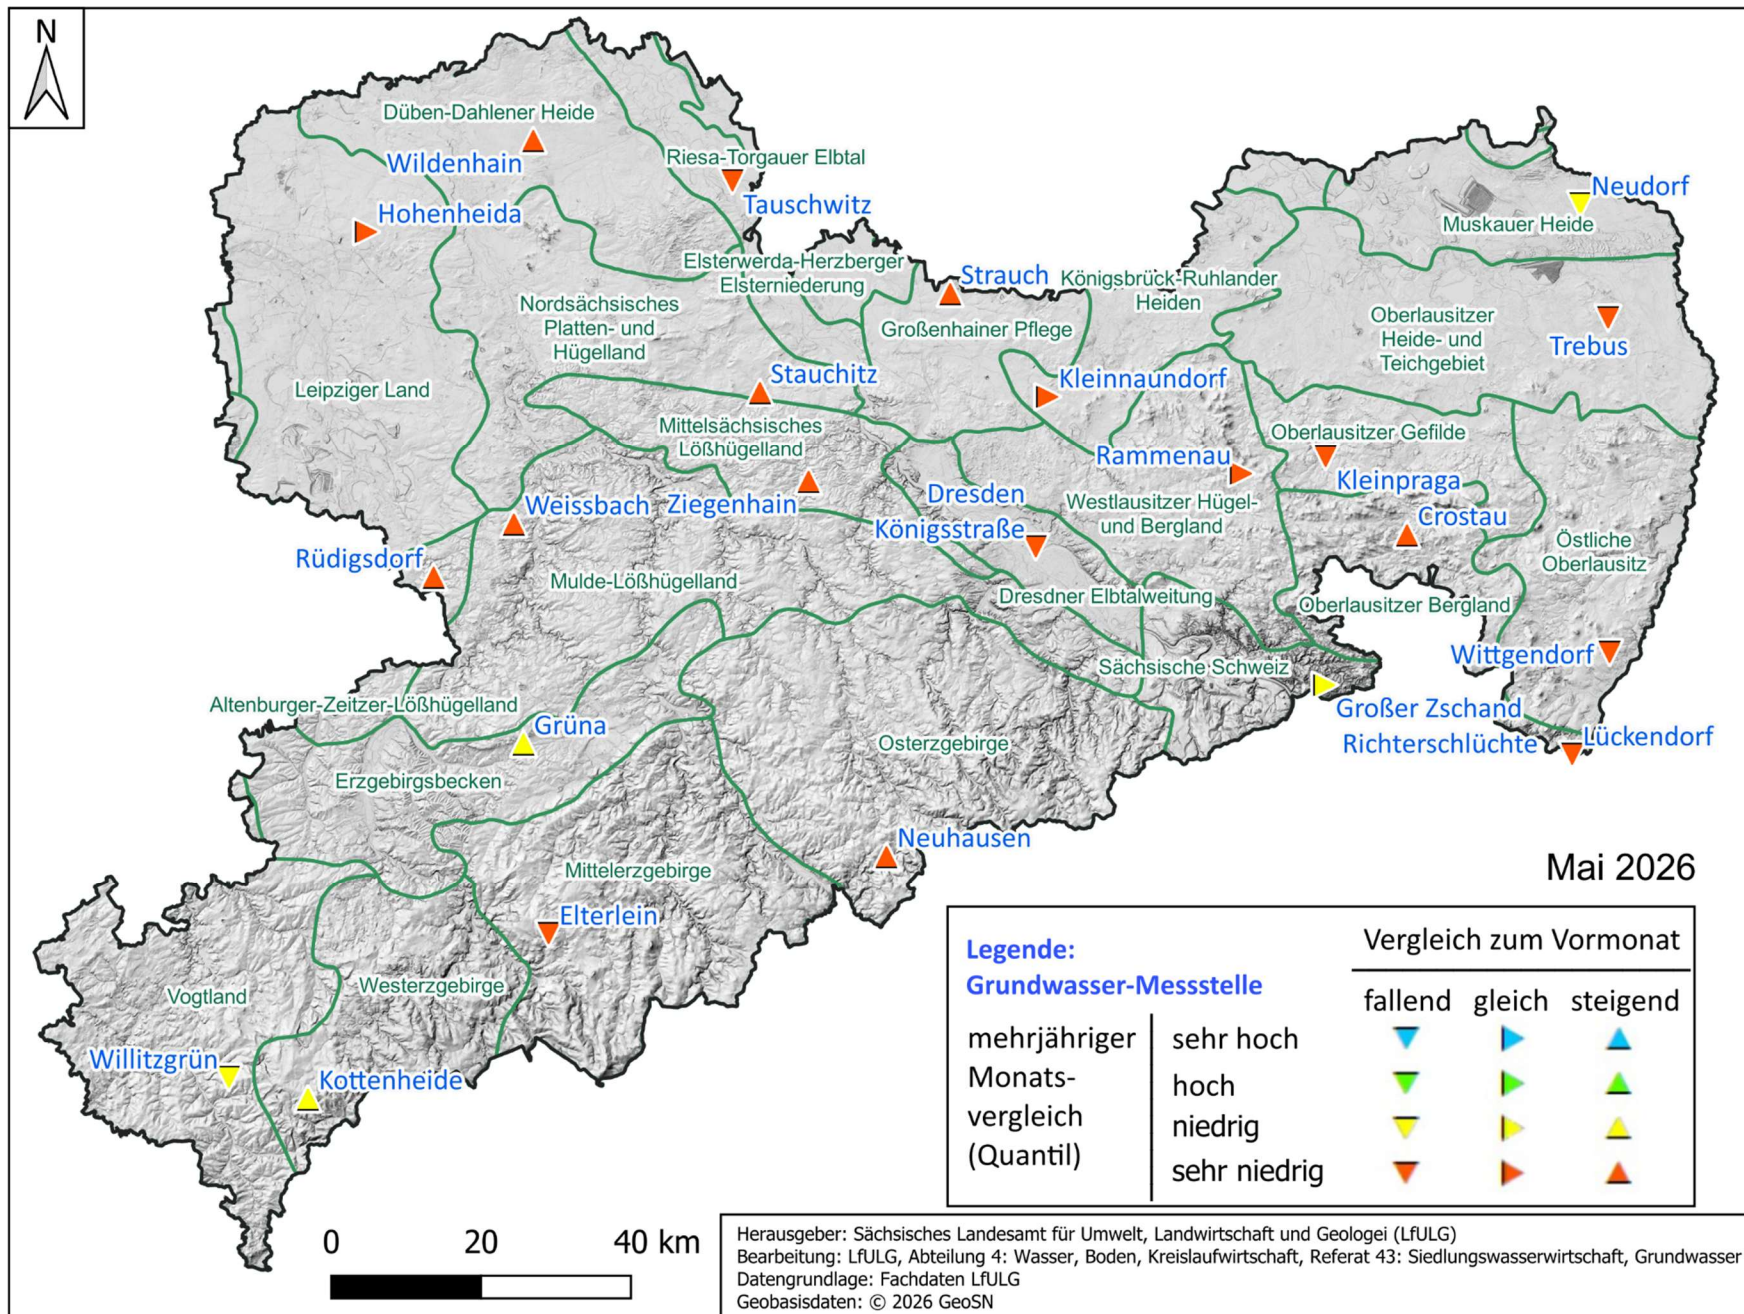 N
Düben-Dahlener Heide
Wildenhain
Riesa-Torgauer Elbtal
Tauschwitz
Hohenheida
Neudorf
Muskauer Heide
Elsterwerda-Herzberger
Elsterniederung
Strauch
Königsbrück-Ruhlander
Heiden
Nordsächsisches
Platten- und
Hügelland
Großenhainer Pflege
Oberlausitzer
Heide- und
Teichgebiet
Trebus
Leipziger Land
Stauchitz
Kleinnaundorf
Mittelsächsisches
Lößhügelland
Oberlausitzer Gefilde
Rammenau
Kleinpraga
Weissbach
Ziegenhain
Dresden
Königsstraße
Westlausitzer Hügel-
und Bergland
Crostau
Östliche
Oberlausitz
Rüdigsdorf
Mulde-Lößhügelland
Dresdner Elbtalweitung
Oberlausitzer Bergland
Wittgendorf
Sächsische Schweiz
Altenburger-Zeitzer-Lößhügelland
Grüna
Großer Zschand
Richterschlüchte
Lückendorf
Osterzgebirge
Erzgebirgsbecken
Neuhausen
Mittelerzgebirge
Elterlein
Westerzgebirge
Vogtland
Willitzgrün
Kottenheide
Mai 2026
Legende:
Grundwasser-Messstelle
Vergleich zum Vormonat
fallend gleich steigend
mehrjähriger
Monats-
vergleich
(Quantil)
sehr hoch
hoch
niedrig
sehr niedrig
0 20 40 km
Herausgeber: Sächsisches Landesamt für Umwelt, Landwirtschaft und Geologei (LfULG)
Bearbeitung: LfULG, Abteilung 4: Wasser, Boden, Kreislaufwirtschaft, Referat 43: Siedlungswasserwirtschaft, Grundwasser
Datengrundlage: Fachdaten LfULG
Geobasisdaten: © 2026 GeoSN